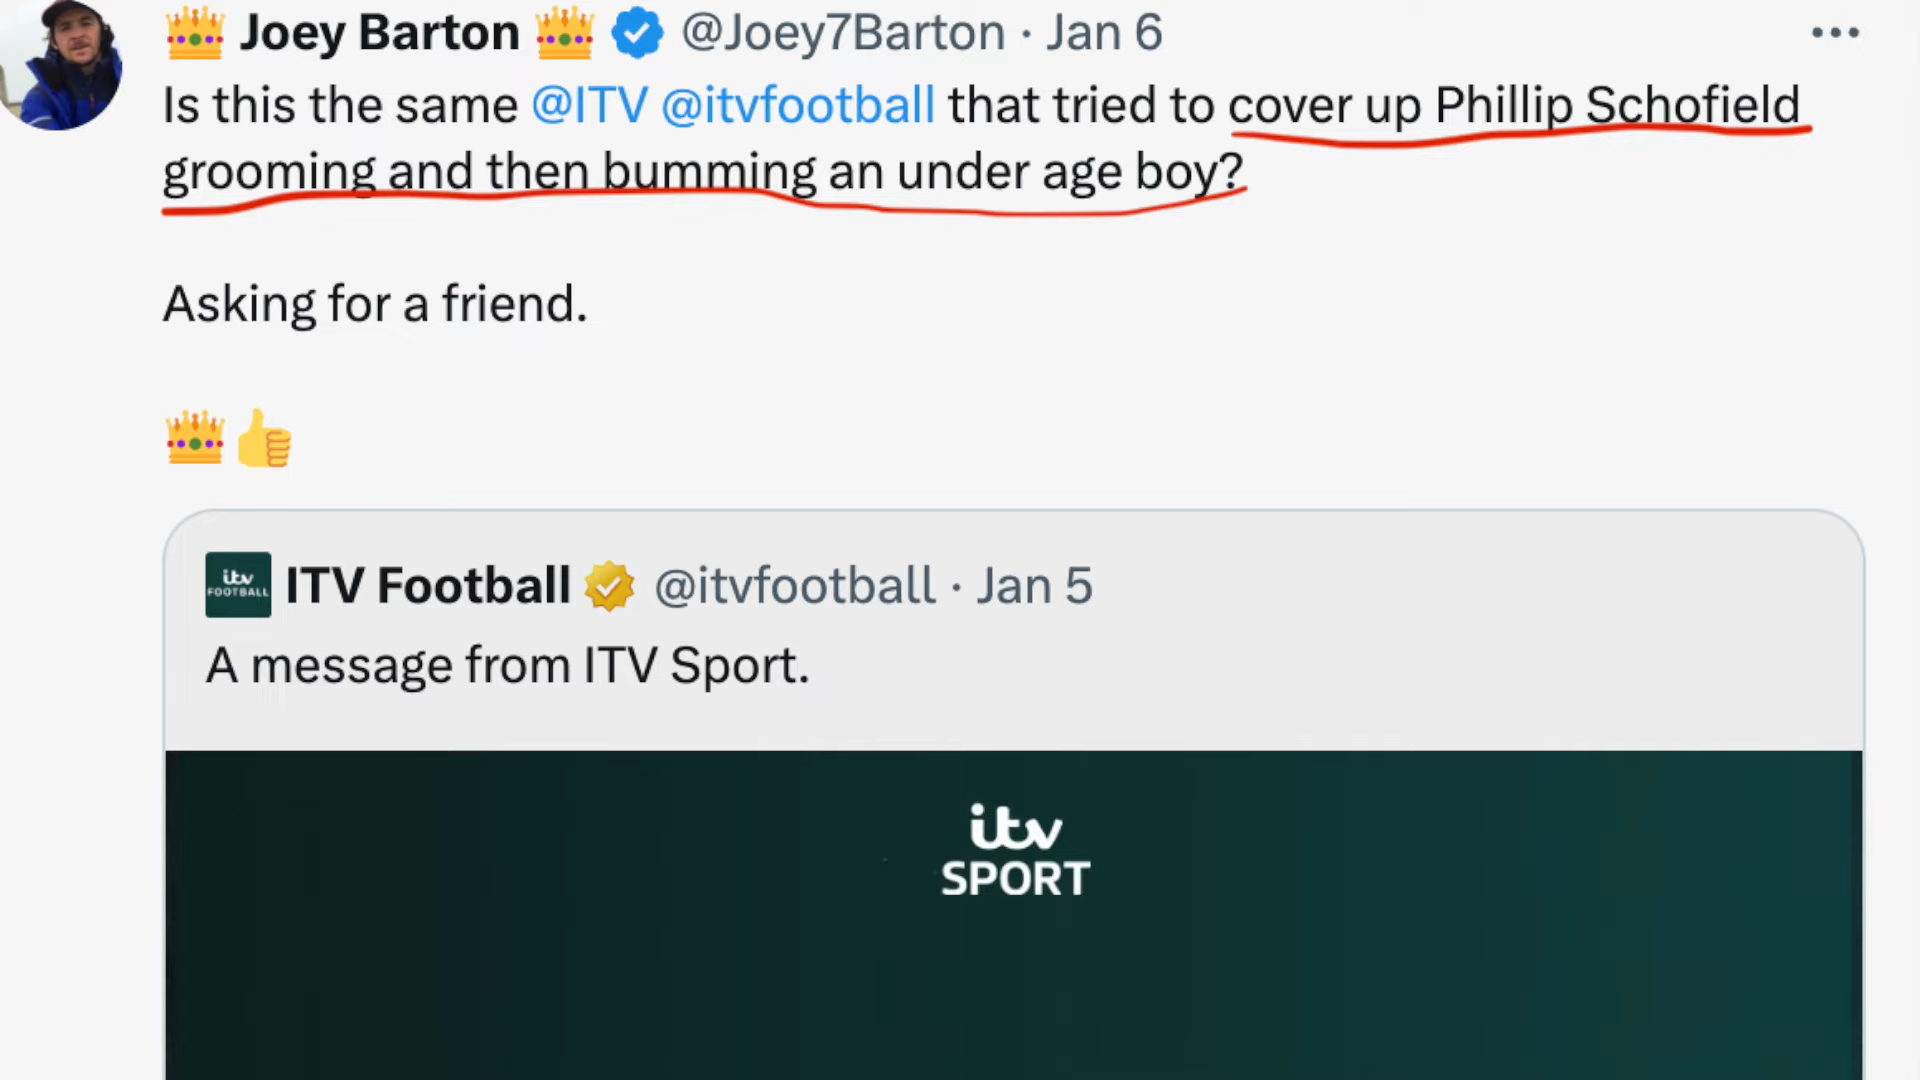 👑 Joey Barton 👑 @Joey7Barton · Jan 6
Is this the same @ITV @itvfootball that tried to cover up Phillip Schofield
grooming and then bumming an under age boy?
Asking for a friend.
👑👍
itv
FOOTBALL
ITV Football @itvfootball · Jan 5
A message from ITV Sport.
itv
SPORT